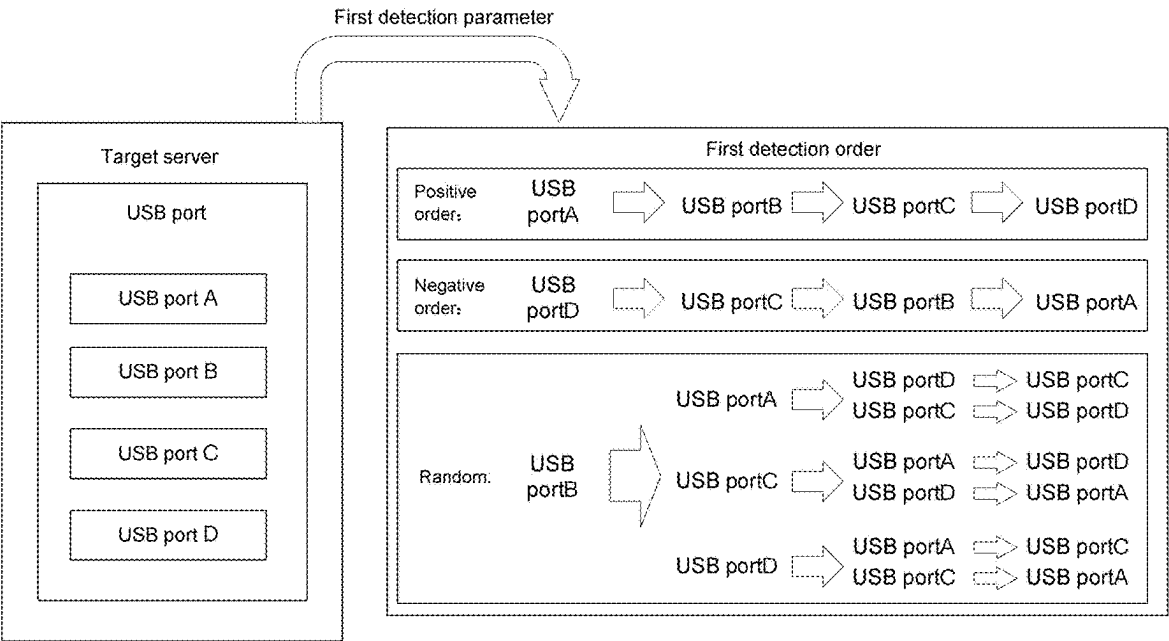 First detection parameter
Target server
USB port
USB port A
USB port B
USB port C
USB port D
First detection order
Positive order:
USB portA
USB portB
USB portC
USB portD
Negative order:
USB portD
USB portC
USB portB
USB portA
Random:
USB portB
USB portA
USB portD
USB portC
USB portC
USB portD
USB portC
USB portA
USB portD
USB portD
USB portA
USB portD
USB portA
USB portC
USB portC
USB portA